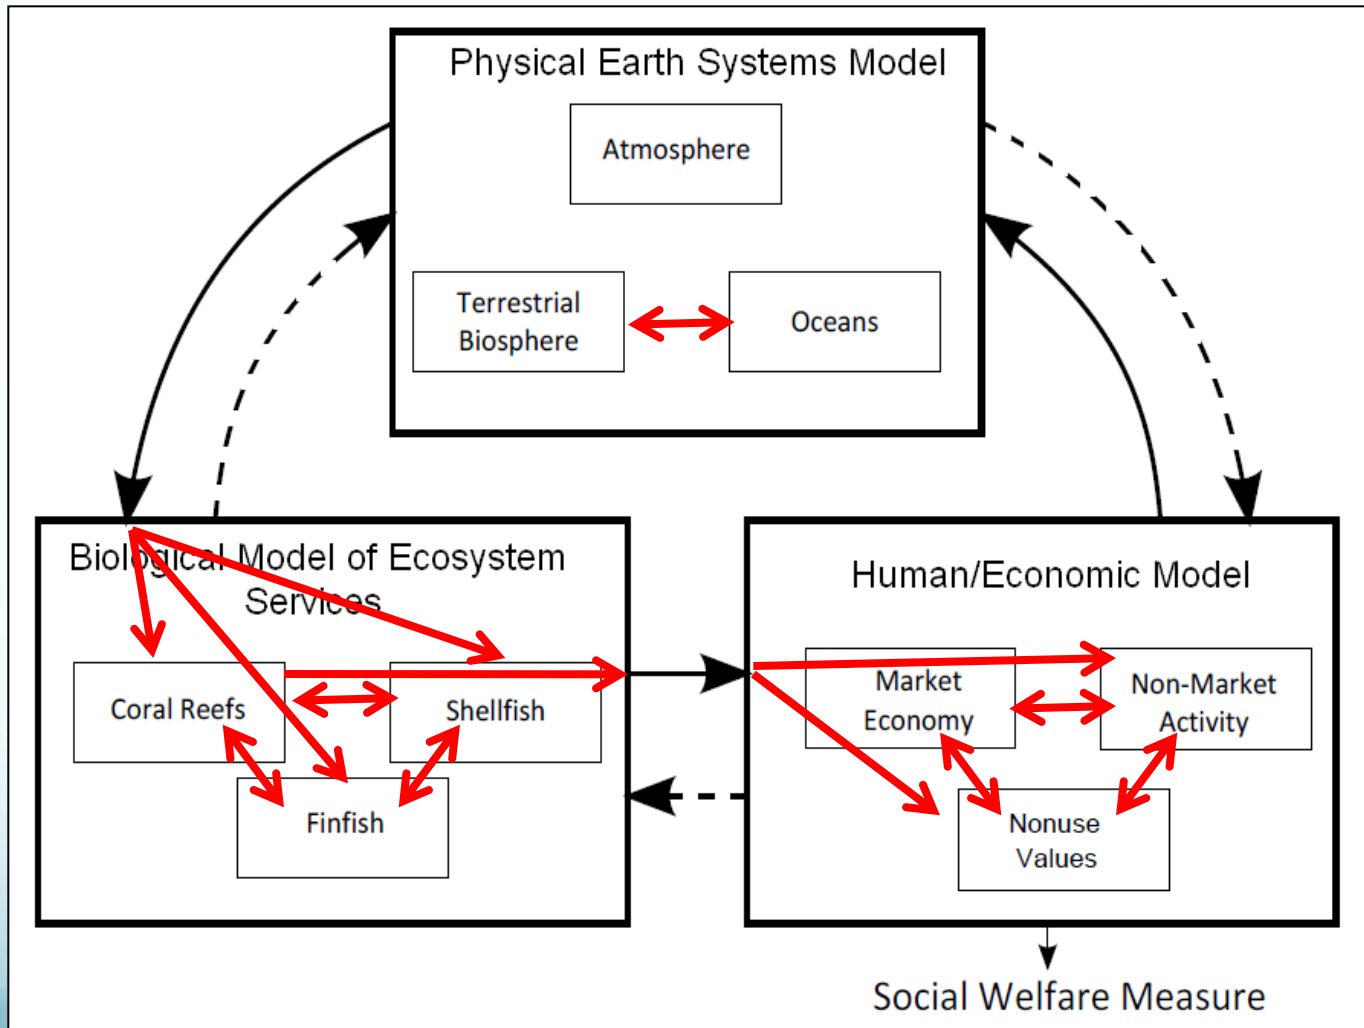 Physical Earth Systems Model
Atmosphere
Terrestrial
Biosphere
Oceans
Biological Model of Ecosystem
Services
Coral Reefs
Shellfish
Finfish
Human/Economic Model
Market
Economy
Non-Market
Activity
Nonuse
Values
Social Welfare Measure